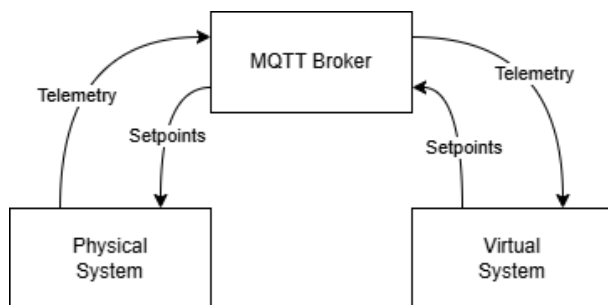 MQTT Broker
Telemetry
Telemetry
Setpoints
Setpoints
Physical
System
Virtual
System